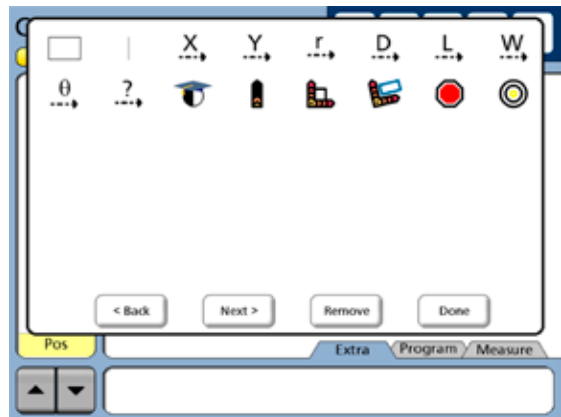 X Y r D L W
θ ?
< Back Next > Remove Done
Pos
Extra Program Measure